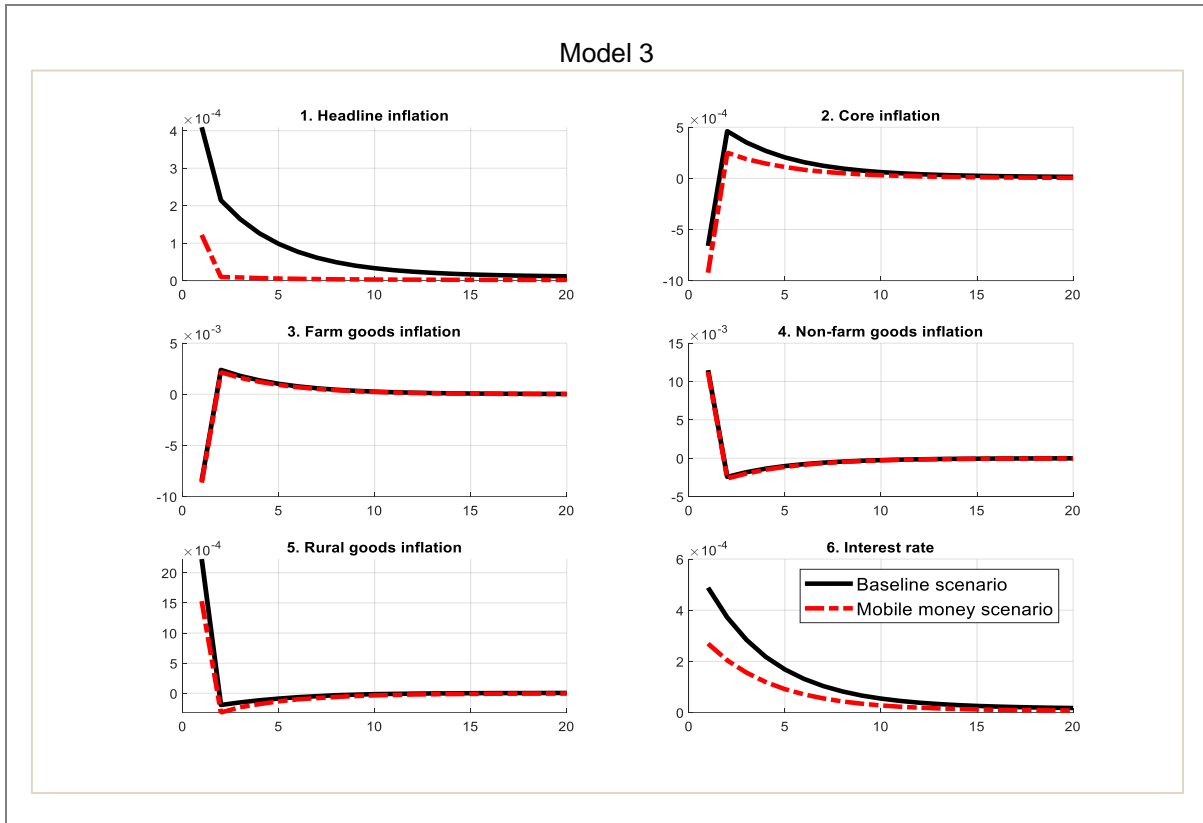 Model 3
1. Headline inflation
×10-4
4
3
2
1
0
0 5 10 15 20
2. Core inflation
×10-4
5
0
-5
-10
0 5 10 15 20
3. Farm goods inflation
×10-3
5
0
-5
-10
0 5 10 15 20
4. Non-farm goods inflation
×10-3
15
10
5
0
-5
0 5 10 15 20
5. Rural goods inflation
×10-4
20
15
10
5
0
0 5 10 15 20
6. Interest rate
×10-4
6
4
2
0
0 5 10 15 20
Baseline scenario
Mobile money scenario